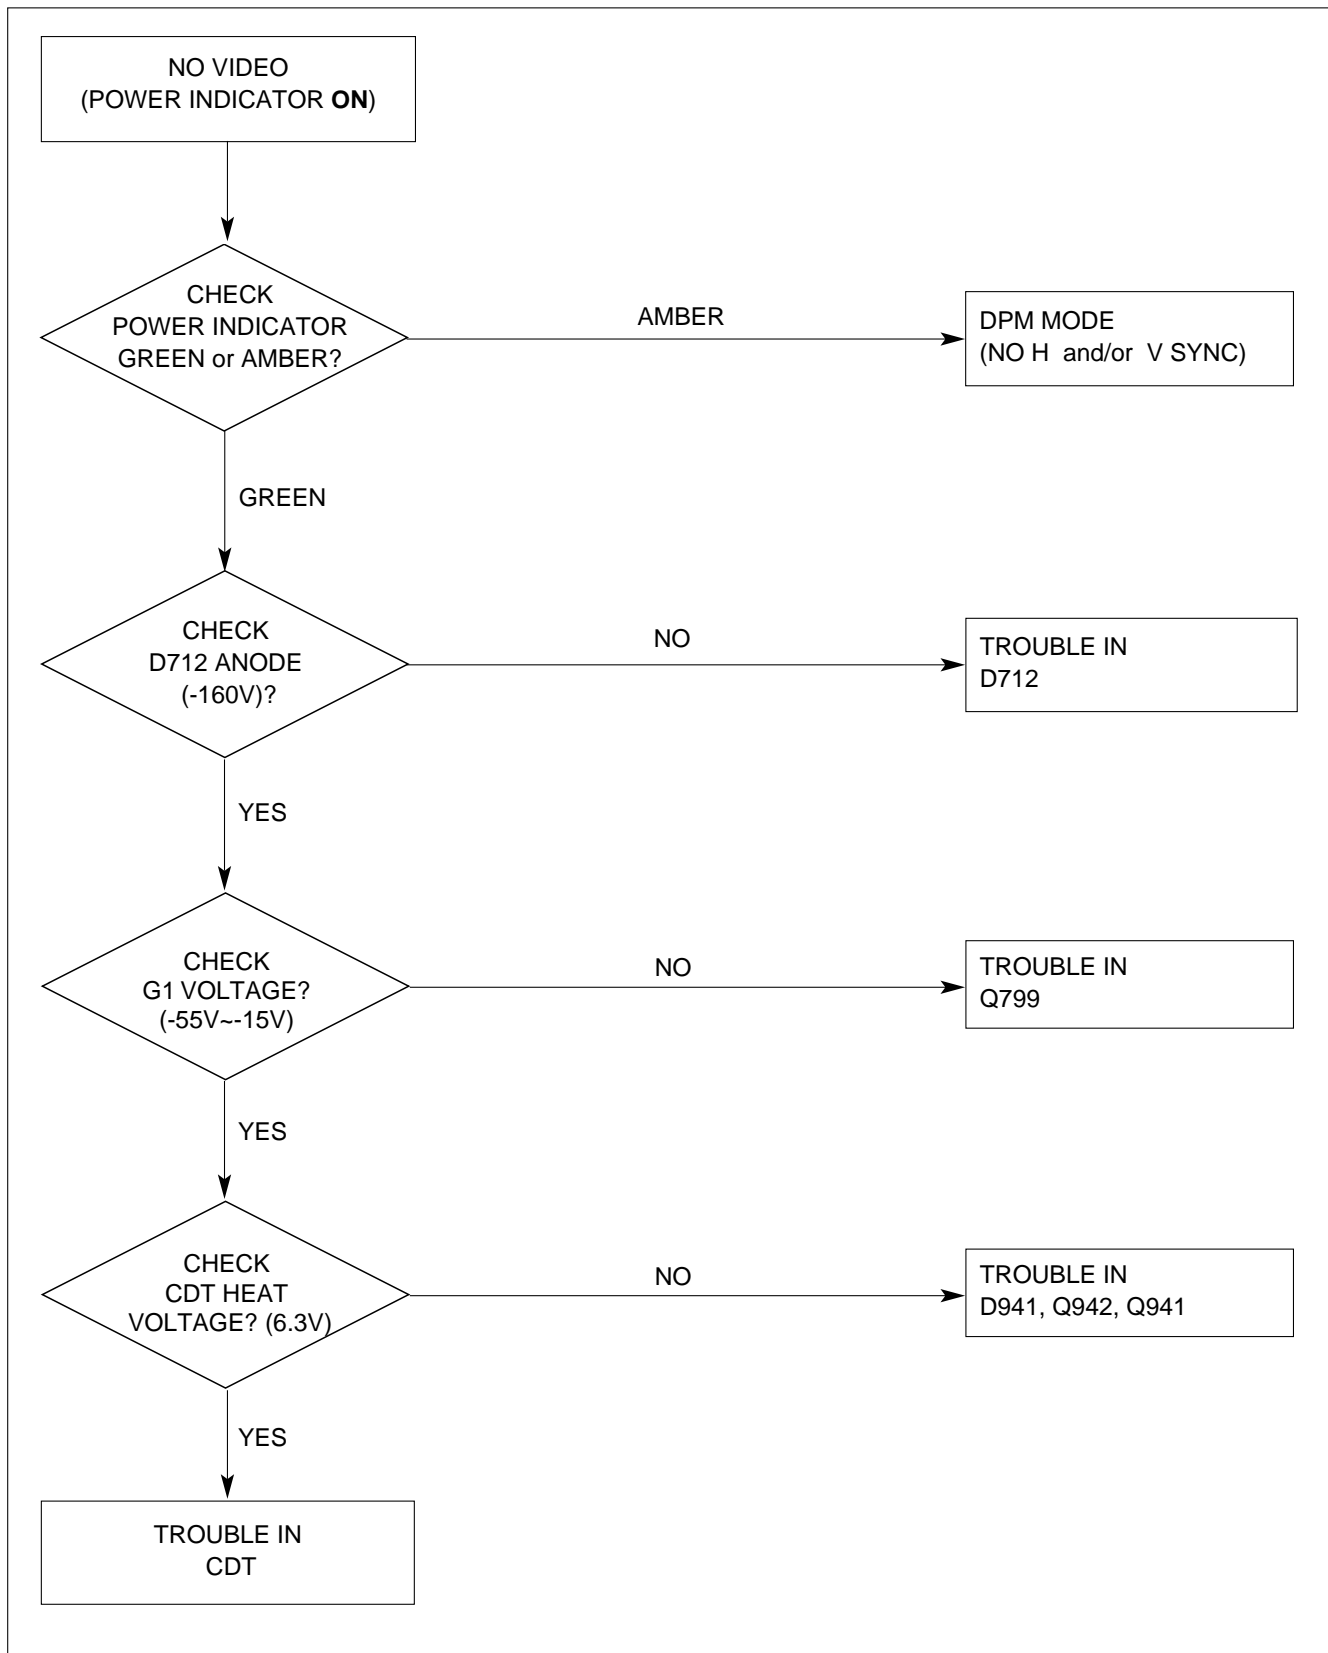 NO VIDEO
(POWER INDICATOR ON)
CHECK
POWER INDICATOR
GREEN or AMBER?
AMBER
DPM MODE
(NO H and/or V SYNC)
GREEN
CHECK
D712 ANODE
(-160V)?
NO
TROUBLE IN
D712
YES
CHECK
G1 VOLTAGE?
(-55V~-15V)
NO
TROUBLE IN
Q799
YES
CHECK
CDT HEAT
VOLTAGE? (6.3V)
NO
TROUBLE IN
D941, Q942, Q941
YES
TROUBLE IN
CDT